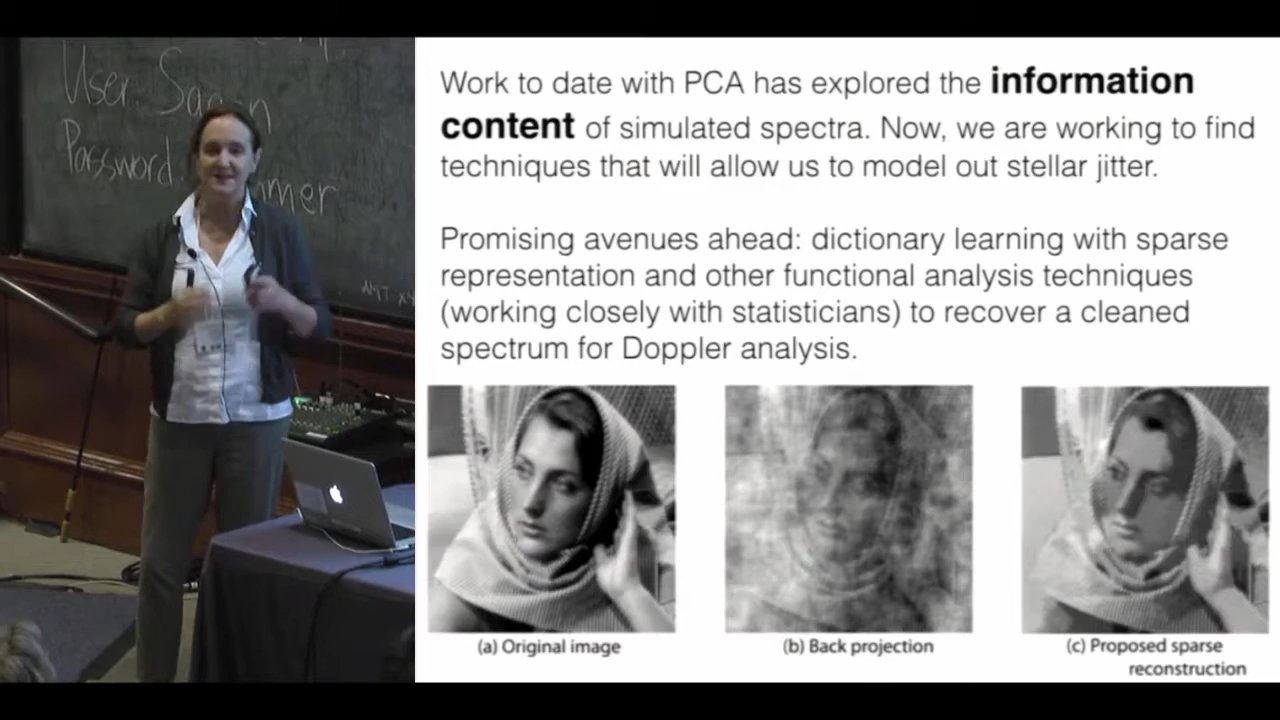 User: Sagan
Password:
Work to date with PCA has explored the information
content of simulated spectra. Now, we are working to find
techniques that will allow us to model out stellar jitter.
Promising avenues ahead: dictionary learning with sparse
representation and other functional analysis techniques
(working closely with statisticians) to recover a cleaned
spectrum for Doppler analysis.
(a) Original image
(b) Back projection
(c) Proposed sparse
reconstruction